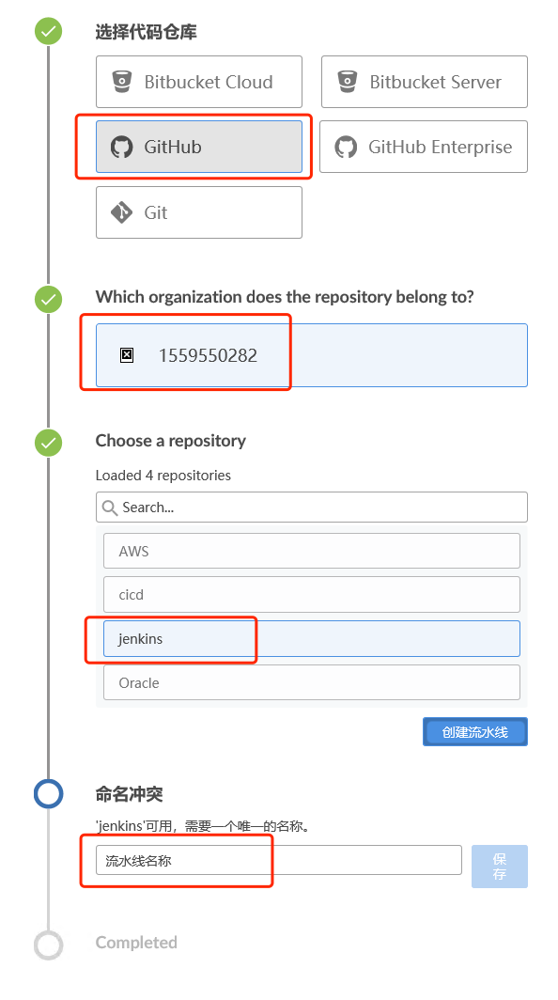 选择代码仓库
Bitbucket Cloud
Bitbucket Server
GitHub
GitHub Enterprise
Git
Which organization does the repository belong to?
1559550282
Choose a repository
Loaded 4 repositories
Search...
AWS
cicd
jenkins
Oracle
创建流水线
命名冲突
'jenkins'可用，需要一个唯一的名称。
流水线名称
保
存
Completed